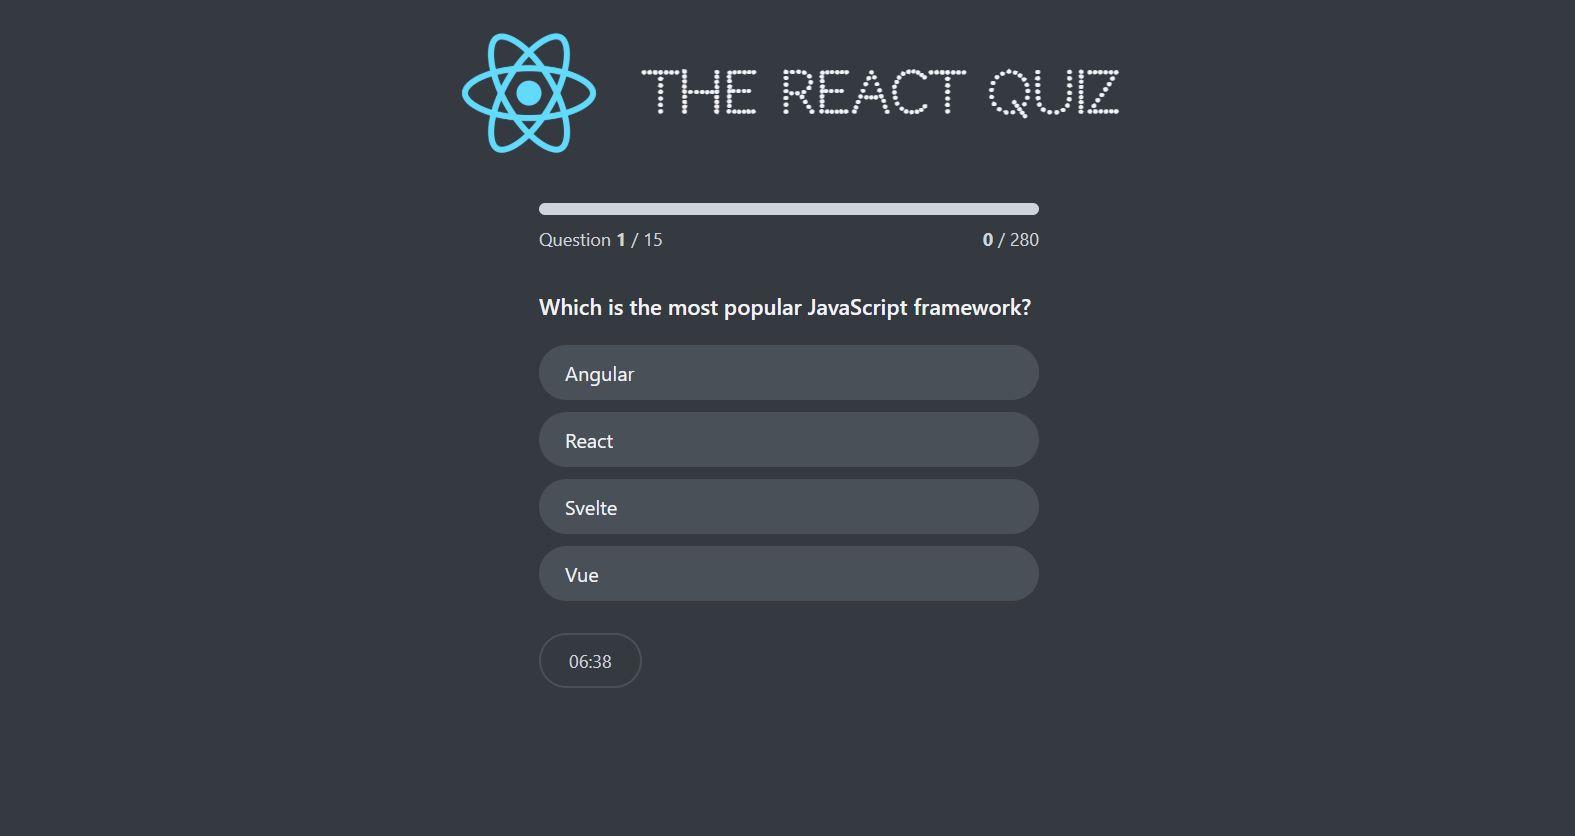 THE REACT QUIZ
Question 1 / 15
0 / 280
Which is the most popular JavaScript framework?
Angular
React
Svelte
Vue
06:38